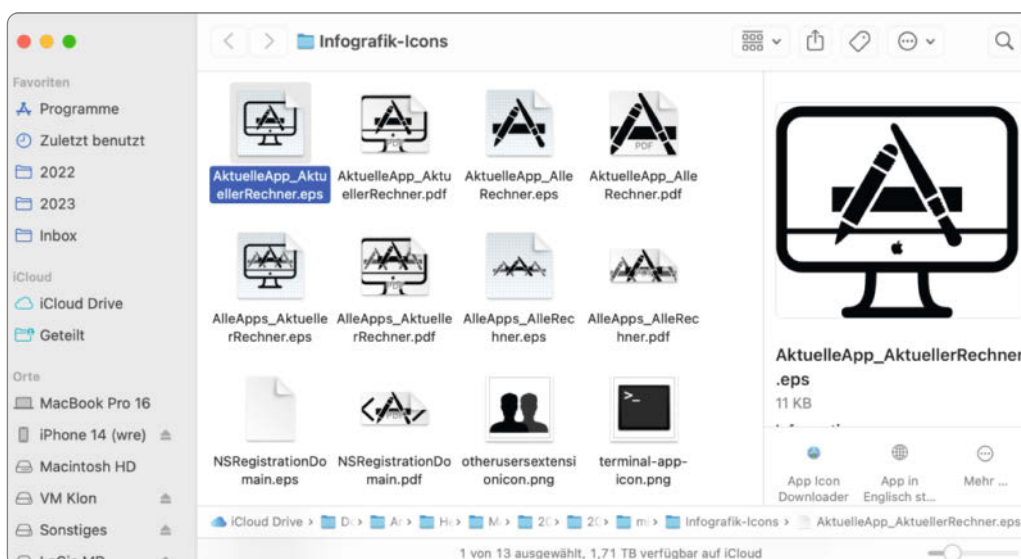 Infografik-Icons
Favoriten
Programme
Zuletzt benutzt
2022
2023
Inbox
iCloud
iCloud Drive
Geteilt
Orte
MacBook Pro 16
iPhone 14 (wre)
Macintosh HD
VM Klon
Sonstiges
PDF
PDF
AktuelleApp_Aktu
ellerRechner.eps
AktuelleApp_Aktu
ellerRechner.pdf
AktuelleApp_Alle
Rechner.eps
AktuelleApp_Alle
Rechner.pdf
AlleApps_Aktuelle
rRechner.eps
AlleApps_Aktuelle
rRechner.pdf
AlleApps_AlleRec
hner.eps
AlleApps_AlleRec
hner.pdf
>_
NSRegistrationDo
main.eps
NSRegistrationDo
main.pdf
otherusersextensi
onicon.png
terminal-app-
icon.png
AktuelleApp_AktuellerRechner
.eps
11 KB
App Icon
Downloader
App in
Englisch st...
Mehr ...
iCloud Drive > Infografik-Icons > AktuelleApp_AktuellerRechner.eps
1 von 13 ausgewählt, 1,71 TB verfügbar auf iCloud